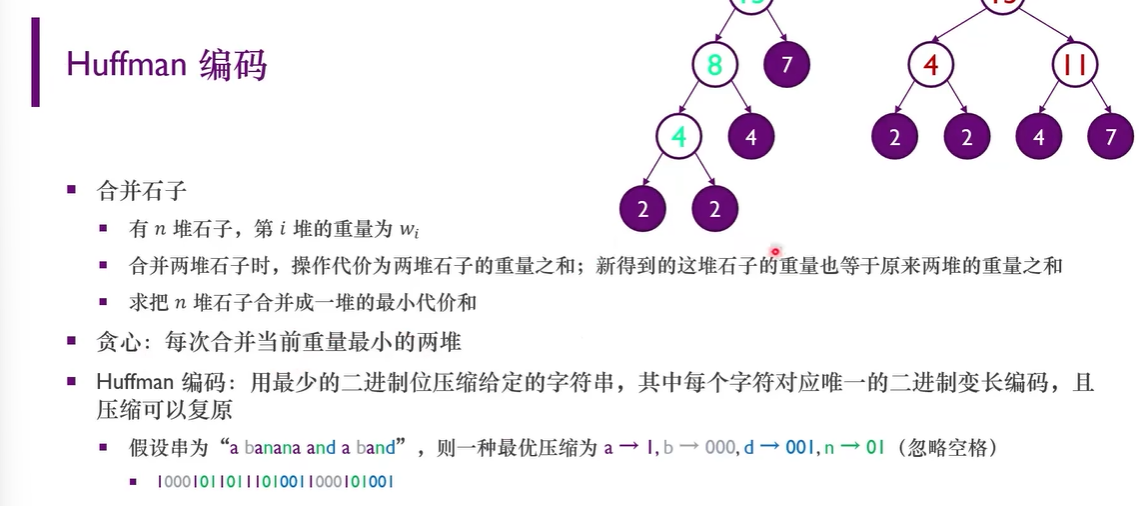 Huffman 编码
8 7 4 11
4 4 2 2 4 7
2 2
合并石子
有 n 堆石子，第 i 堆的重量为 wᵢ
合并两堆石子时，操作代价为两堆石子的重量之和；新得到的这堆石子的重量也等于原来两堆的重量之和
求把 n 堆石子合并成一堆的最小代价和
贪心：每次合并当前重量最小的两堆
Huffman 编码：用最少的二进制位压缩给定的字符串，其中每个字符对应唯一的二进制变长编码，且
压缩可以复原
假设串为“a banana and a band”，则一种最优压缩为 a → 1, b → 000, d → 001, n → 01（忽略空格）
100010110111010011000101001